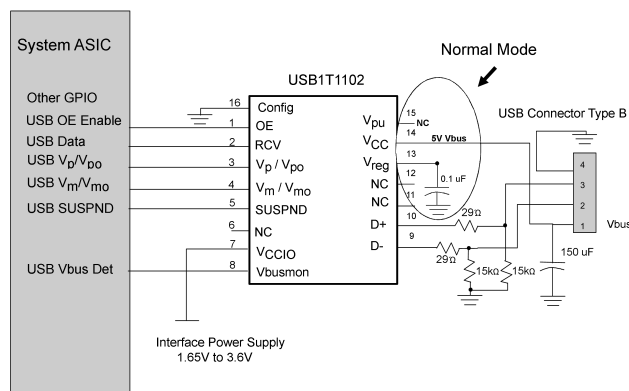 System ASIC
Normal Mode
USB1T1102
USB Connector Type B
Other GPIO
USB OE Enable
USB Data
USB Vp/Vpo
USB Vm/Vmo
USB SUSPND
USB Vbus Det
16 Config
1 OE
2 RCV
3 Vp / Vpo
4 Vm / Vmo
5 SUSPND
6 NC
7 VCCIO
8 Vbusmon
Vpu 15 NC
VCC 14 5V Vbus
Vreg 13
NC 12
NC 11
D+ 10
D- 9
0.1 uF
29Ω
29Ω
15kΩ
15kΩ
4
3
2
1
Vbus
150 uF
Interface Power Supply
1.65V to 3.6V